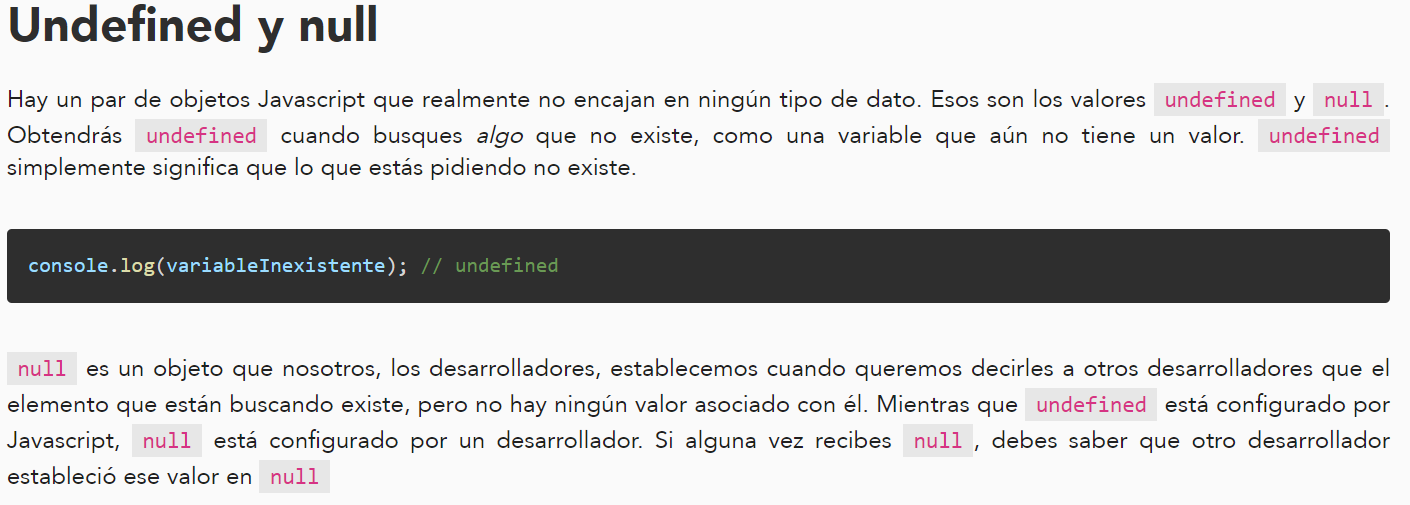 Undefined y null
Hay un par de objetos Javascript que realmente no encajan en ningún tipo de dato. Esos son los valores undefined y null .
Obtendrás undefined cuando busques algo que no existe, como una variable que aún no tiene un valor. undefined
simplemente significa que lo que estás pidiendo no existe.
console.log(variableInexistente); // undefined
null es un objeto que nosotros, los desarrolladores, establecemos cuando queremos decirles a otros desarrolladores que el
elemento que están buscando existe, pero no hay ningún valor asociado con él. Mientras que undefined está configurado por
Javascript, null está configurado por un desarrollador. Si alguna vez recibes null , debes saber que otro desarrollador
estableció ese valor en null